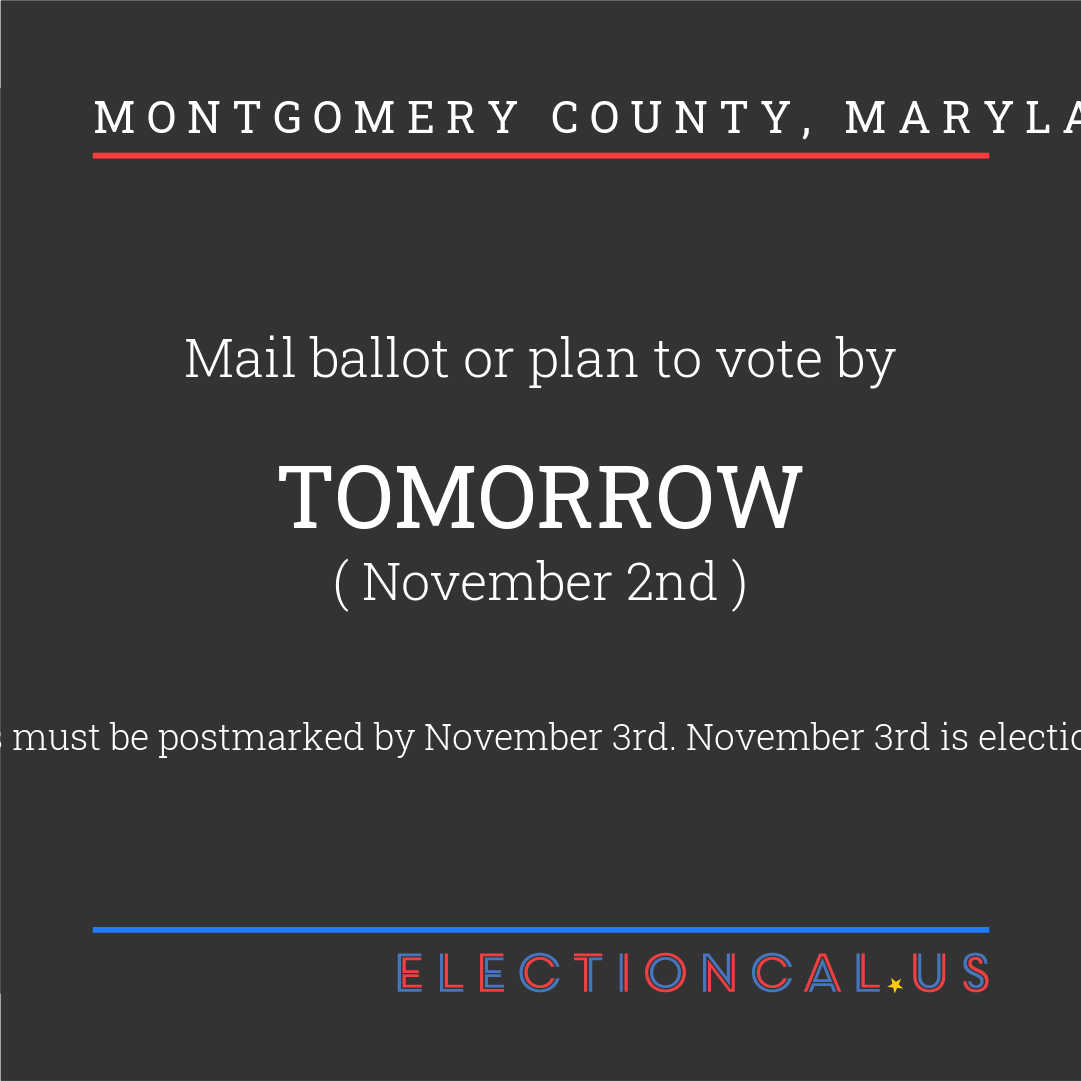 MONTGOMERY COUNTY, MARYLA
Mail ballot or plan to vote by
TOMORROW
( November 2nd )
s must be postmarked by November 3rd. November 3rd is electio
ELECTIONCAL.US